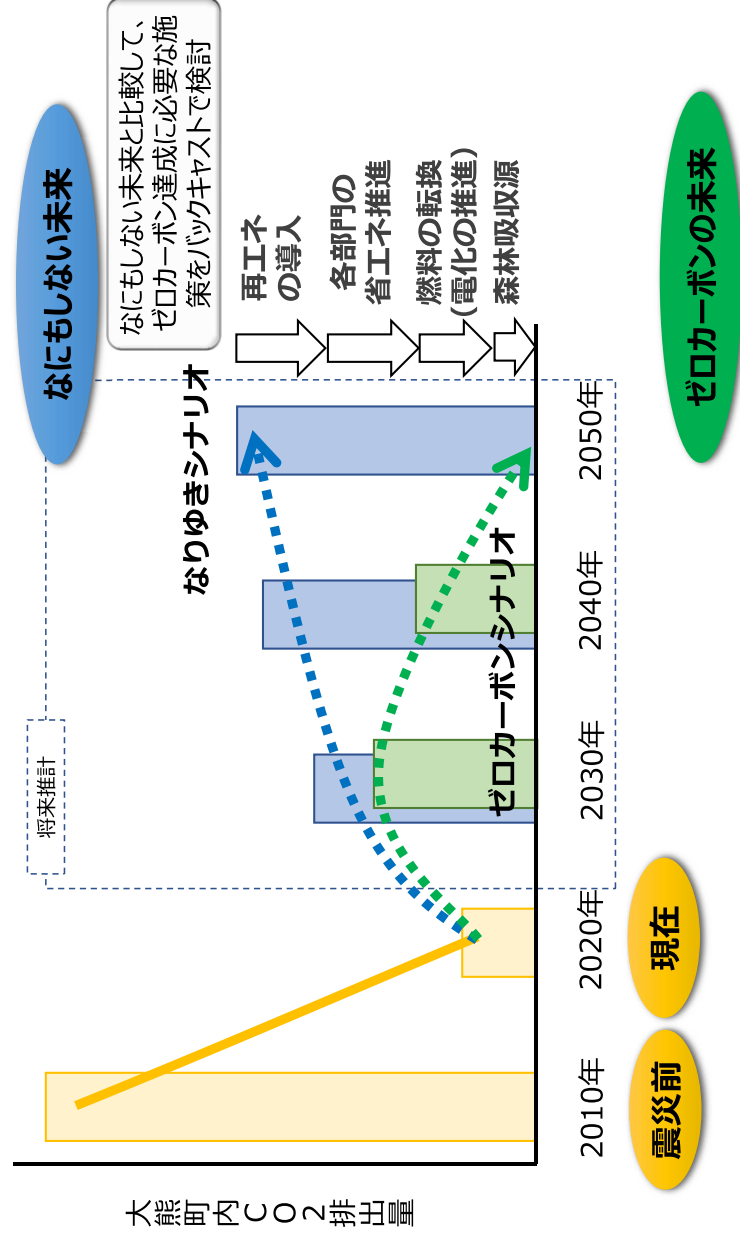 なにもしない未来
なにもしない未来と比較して、
ゼロカーボン達成に必要な施
策をバックキャストで検討
将来推計
なりゆきシナリオ
再エネ
の導入
各部門の
省エネ推進
燃料の転換
(電化の推進)
森林吸収源
ゼロカーボンシナリオ
大熊町内CO2排出量
2010年
2020年
2030年
2040年
2050年
震災前
現在
ゼロカーボンの未来